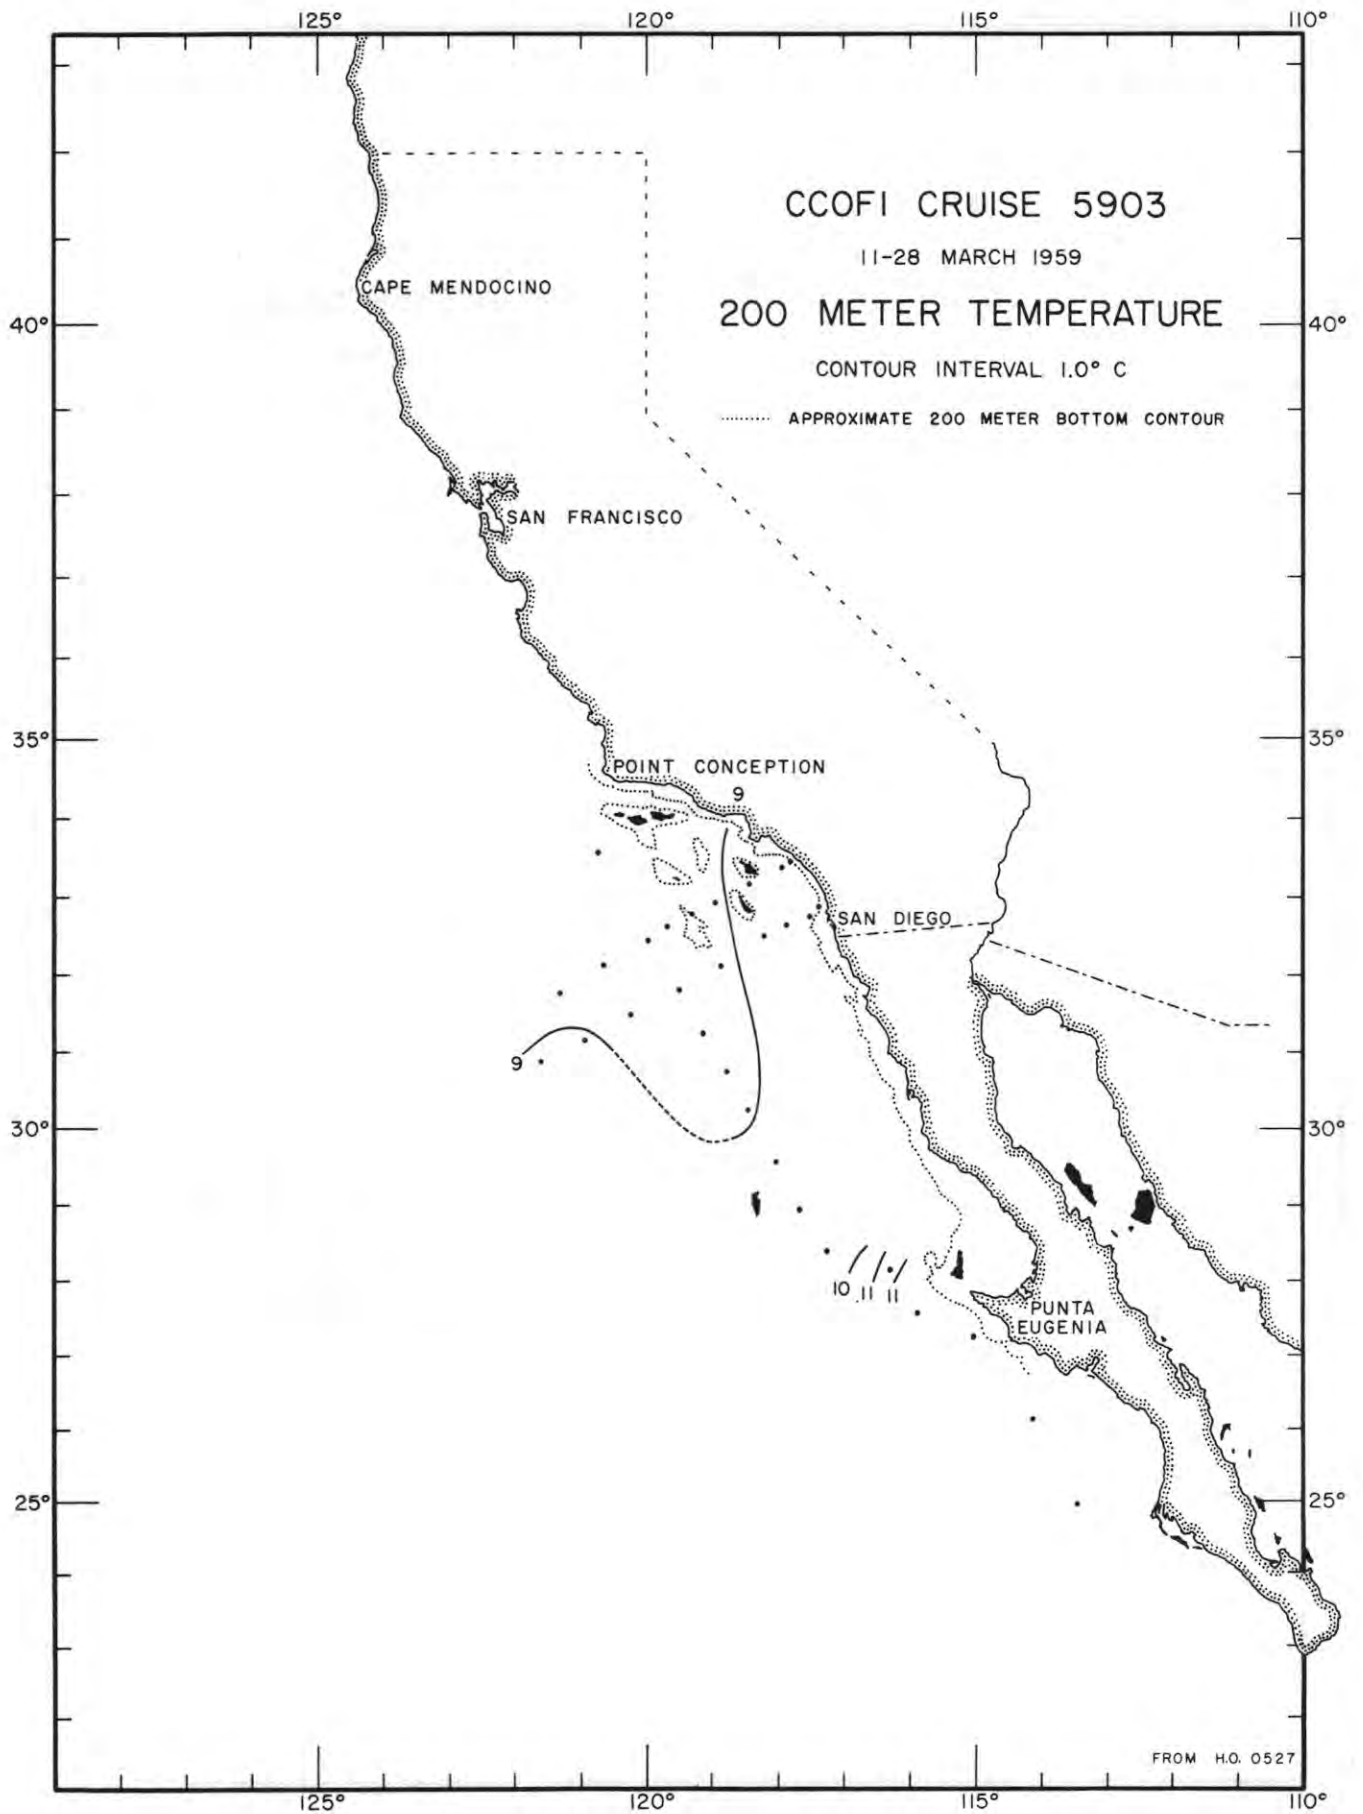 125° 120° 115° 110°
CCOFI CRUISE 5903
11-28 MARCH 1959
CAPE MENDOCINO
200 METER TEMPERATURE
40° 40°
CONTOUR INTERVAL 1.0° C
APPROXIMATE 200 METER BOTTOM CONTOUR
SAN FRANCISCO
35° 35°
POINT CONCEPTION
9
SAN DIEGO
9
30° 30°
10 11 11
PUNTA
EUGENIA
25° 25°
FROM H.O. 0527
125° 120° 115° 110°